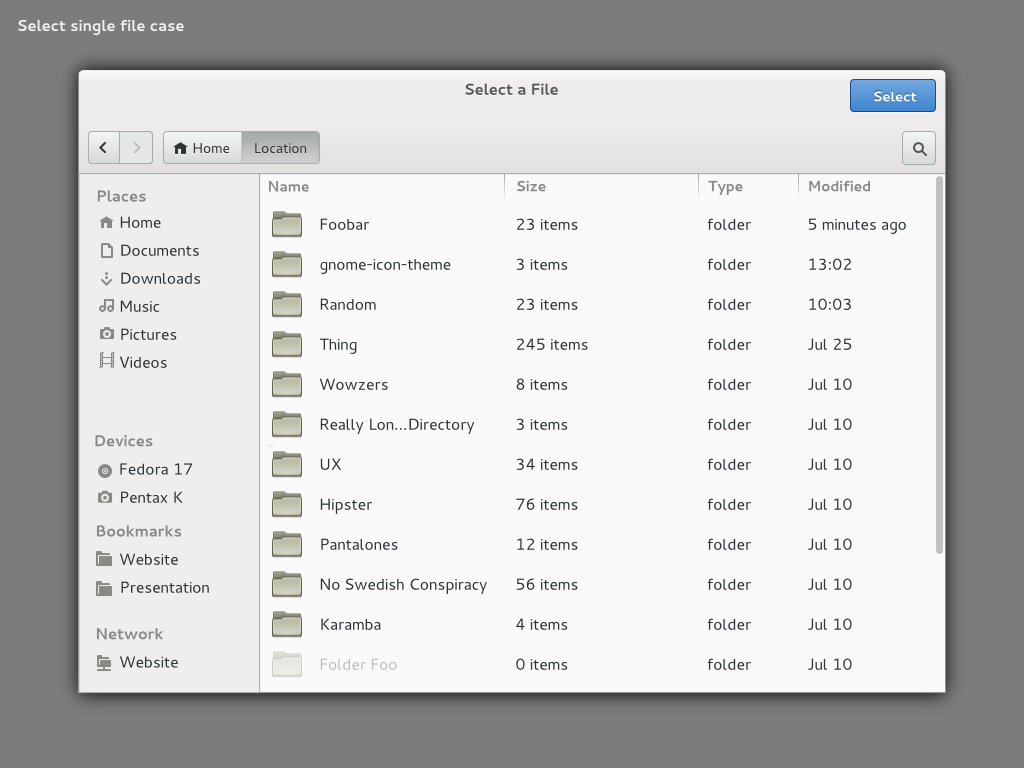 Select single file case
Select a File
Select
Home Location
Places
Home
Documents
Downloads
Music
Pictures
Videos
Devices
Fedora 17
Pentax K
Bookmarks
Website
Presentation
Network
Website
Name Size Type Modified
Foobar 23 items folder 5 minutes ago
gnome-icon-theme 3 items folder 13:02
Random 23 items folder 10:03
Thing 245 items folder Jul 25
Wowzers 8 items folder Jul 10
Really Lon...Directory 3 items folder Jul 10
UX 34 items folder Jul 10
Hipster 76 items folder Jul 10
Pantalones 12 items folder Jul 10
No Swedish Conspiracy 56 items folder Jul 10
Karamba 4 items folder Jul 10
Folder Foo 0 items folder Jul 10